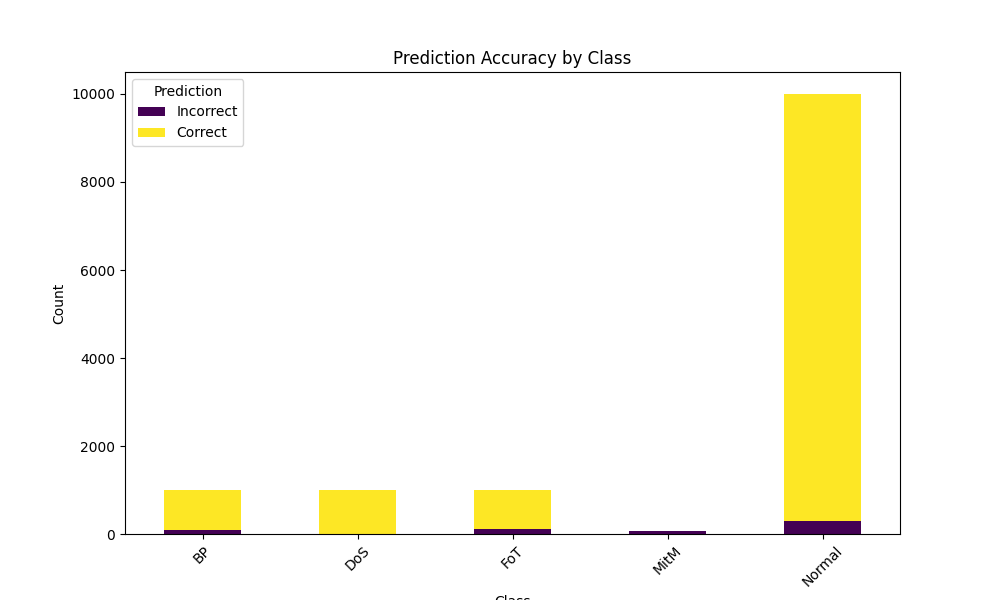 Prediction Accuracy by Class
Prediction
Incorrect
Correct
10000
8000
6000
4000
2000
0
Count
BP
DoS
FoT
MitM
Normal
Class